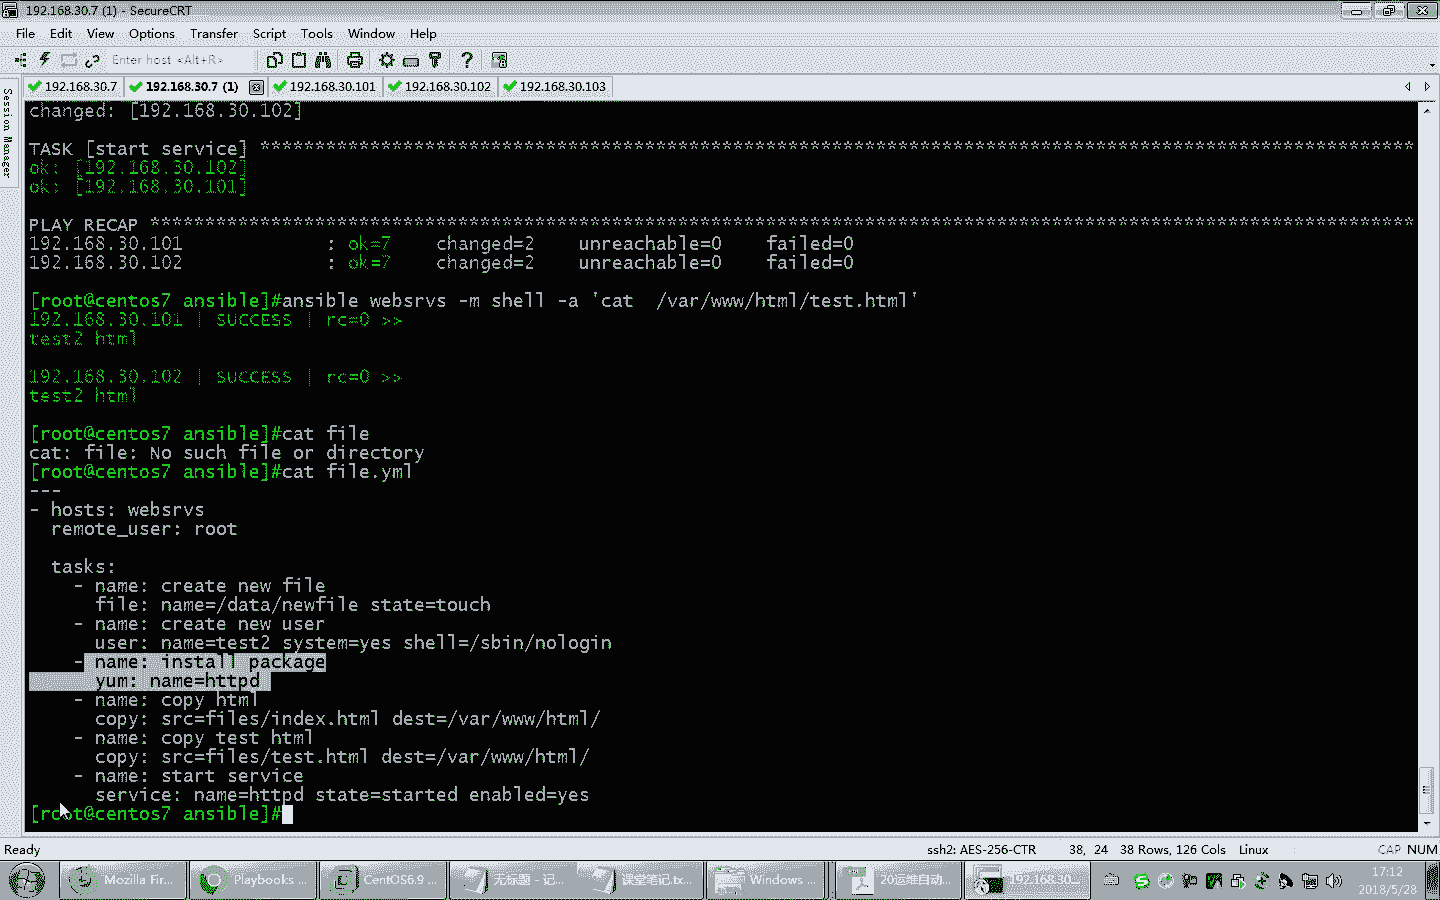 192.168.30.7 (1) - SecureCRT
File Edit View Options Transfer Script Tools Window Help
Enter host <Alt+R>
192.168.30.7 192.168.30.7 (1) 192.168.30.101 192.168.30.102 192.168.30.103
Session Manager
changed: [192.168.30.102]
TASK [start service] *********************************************************************************************************
ok: [192.168.30.102]
ok: [192.168.30.101]
PLAY RECAP *******************************************************************************************************************
192.168.30.101 : ok=7 changed=2 unreachable=0 failed=0
192.168.30.102 : ok=7 changed=2 unreachable=0 failed=0
[root@centos7 ansible]#ansible websrvs -m shell -a 'cat  /var/www/html/test.html'
192.168.30.101 | SUCCESS | rc=0 >>
test2 html
192.168.30.102 | SUCCESS | rc=0 >>
test2 html
[root@centos7 ansible]#cat file
cat: file: No such file or directory
[root@centos7 ansible]#cat file.yml
---
- hosts: websrvs
remote_user: root
tasks:
- name: create new file
file: name=/data/newfile state=touch
- name: create new user
user: name=test2 system=yes shell=/sbin/nologin
- name: install package
yum: name=httpd
- name: copy html
copy: src=files/index.html dest=/var/www/html/
- name: copy test html
copy: src=files/test.html dest=/var/www/html/
- name: start service
service: name=httpd state=started enabled=yes
[root@centos7 ansible]#
Ready ssh2: AES-256-CTR 38, 24 38 Rows, 126 Cols Linux CAP NUM
Mozilla Fir... Playbooks ... CentOS6.9 ... 无标题 - 记... 课堂笔记.tx... Windows ... 20运维自动... 192.168.30... 17:12
2018/5/28